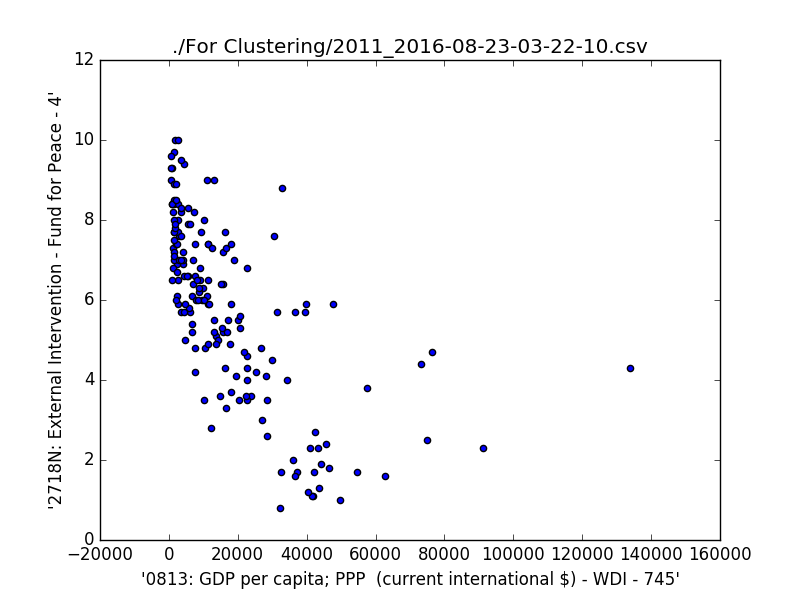 ./For Clustering/2011_2016-08-23-03-22-10.csv
'2718N: External Intervention - Fund for Peace - 4'
12
10
8
6
4
2
0
−20000 0 20000 40000 60000 80000 100000 120000 140000 160000
'0813: GDP per capita; PPP  (current international $) - WDI - 745'